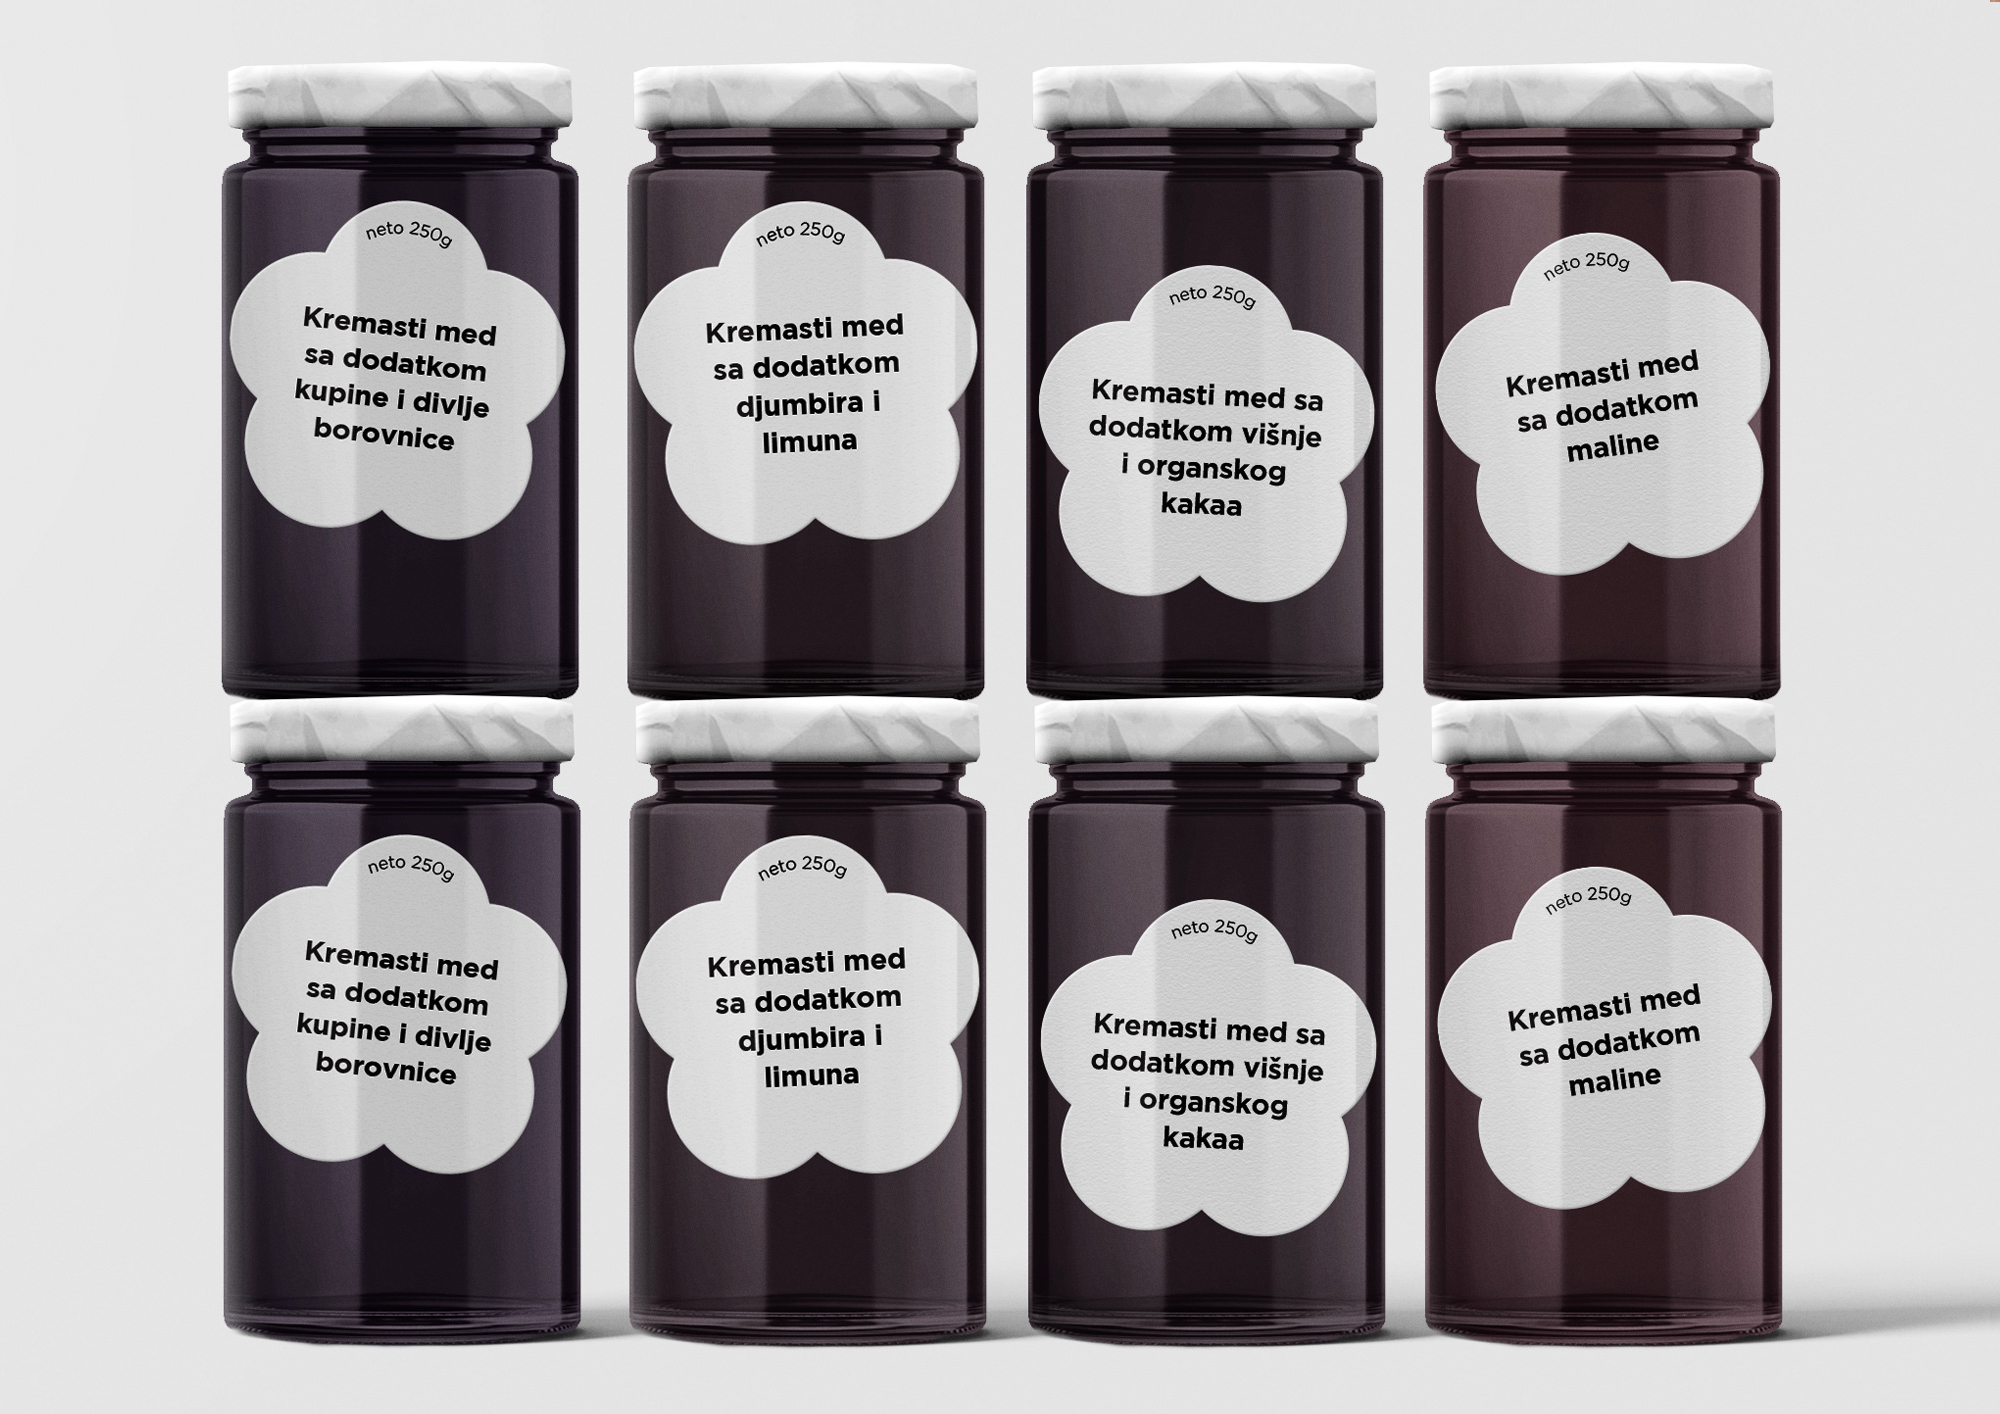 neto 250g
Kremasti med
sa dodatkom
kupine i divlje
borovnice
neto 250g
Kremasti med
sa dodatkom
djumbira i
limuna
neto 250g
Kremasti med sa
dodatkom višnje
i organskog
kakaa
neto 250g
Kremasti med
sa dodatkom
maline
neto 250g
Kremasti med
sa dodatkom
kupine i divlje
borovnice
neto 250g
Kremasti med
sa dodatkom
djumbira i
limuna
neto 250g
Kremasti med sa
dodatkom višnje
i organskog
kakaa
neto 250g
Kremasti med
sa dodatkom
maline